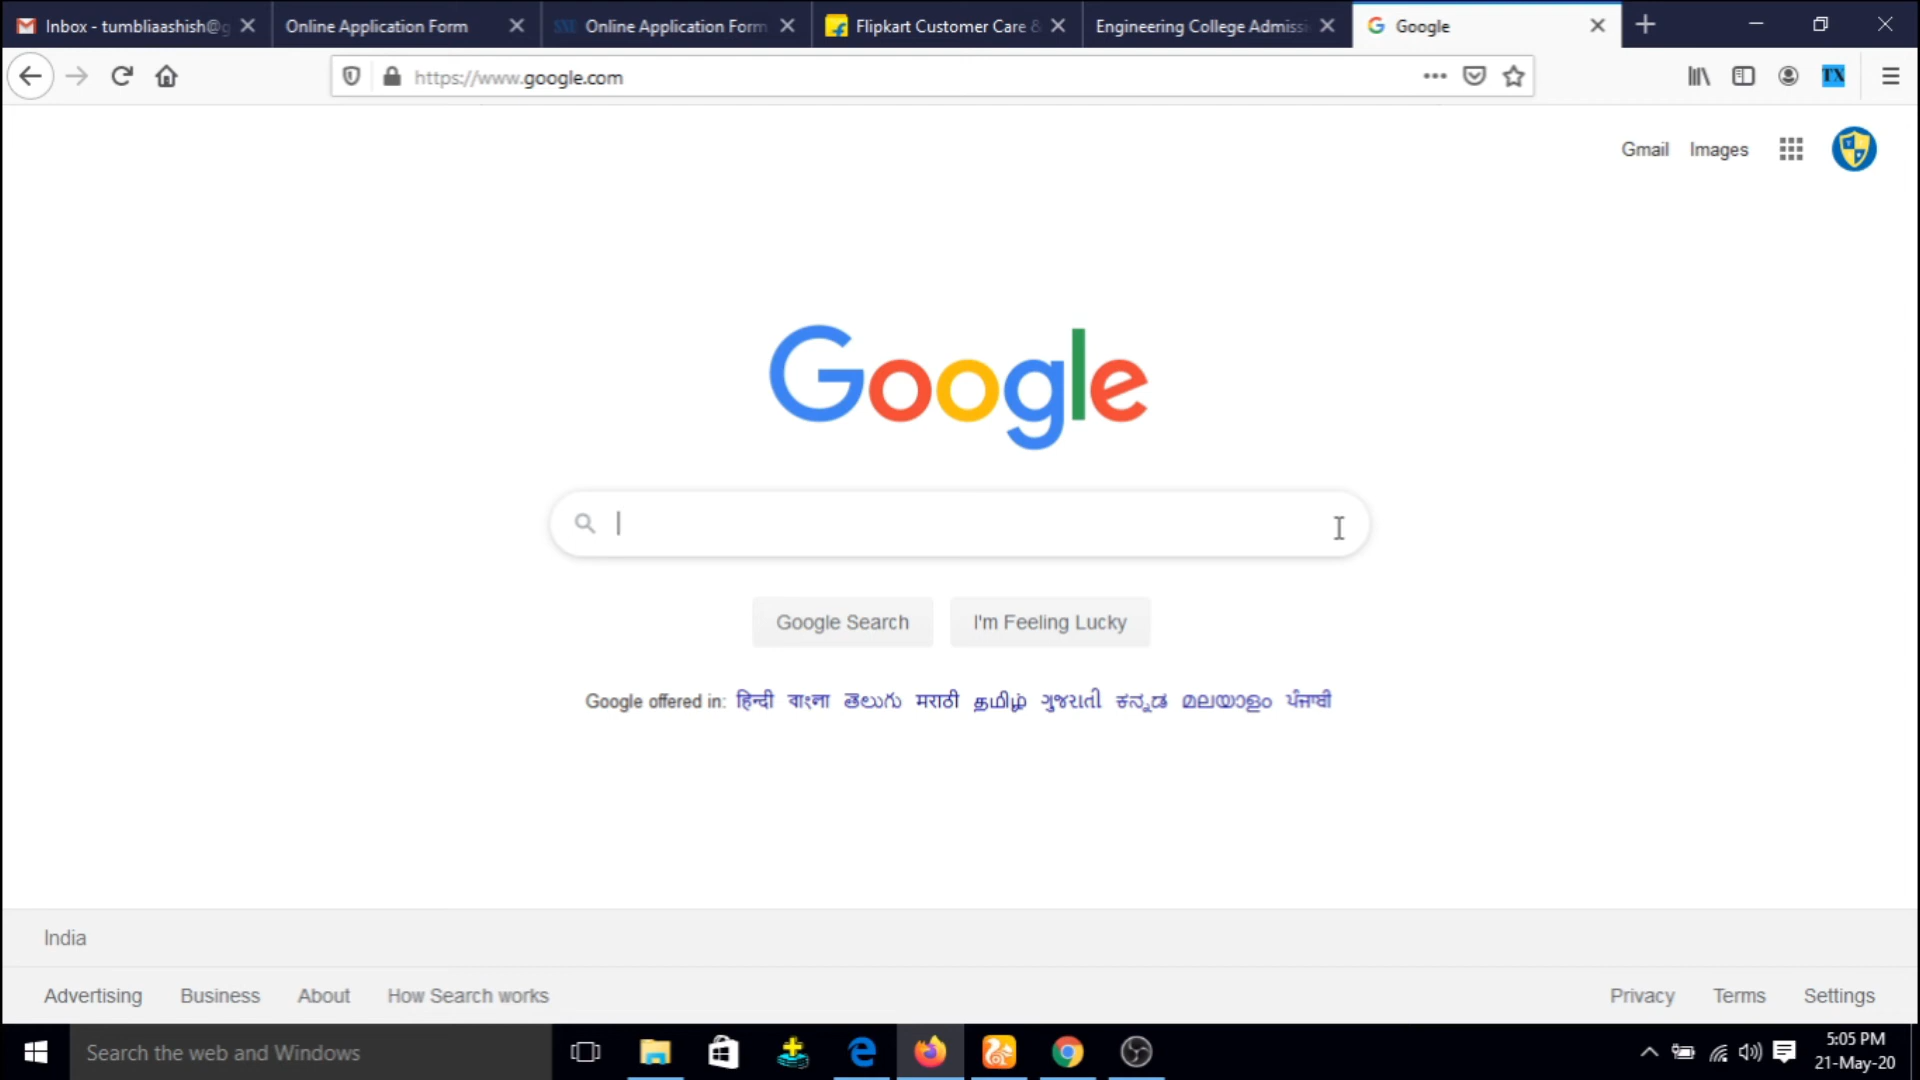 Inbox - tumbliaashish@g
Online Application Form
Online Application Form
Flipkart Customer Care &
Engineering College Admiss
Google
https://www.google.com
TX
Gmail Images
Google
Google Search I'm Feeling Lucky
Google offered in: हिन्दी বাংলা తెలుగు मराठी தமிழ் ગુજરાતી ಕನ್ನಡ മലയാളം ਪੰਜਾਬੀ
India
Advertising Business About How Search works
Privacy Terms Settings
Search the web and Windows
5:05 PM
21-May-20